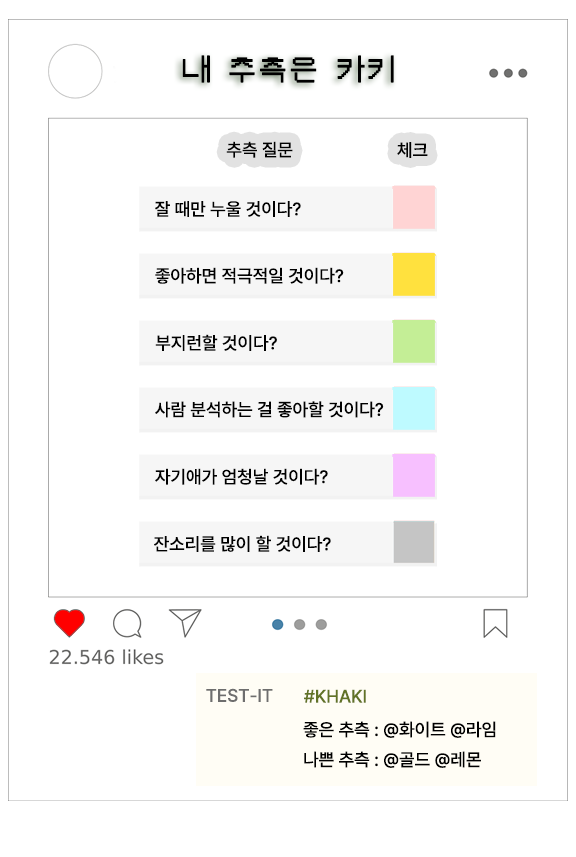 내 추측은 카키
추측 질문 체크
잘 때만 누울 것이다?
좋아하면 적극적일 것이다?
부지런할 것이다?
사람 분석하는 걸 좋아할 것이다?
자기애가 엄청날 것이다?
잔소리를 많이 할 것이다?
22.546 likes
TEST-IT #KHAKI
좋은 추측 : @화이트 @라임
나쁜 추측 : @골드 @레몬